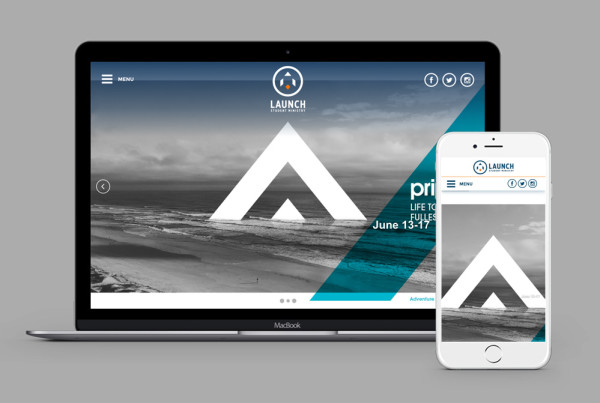 MENU
LAUNCH
STUDENT MINISTRY
pri
LIFE TO
FULLES
June 13-17
Adventure
MacBook
LAUNCH
STUDENT MINISTRY
MENU